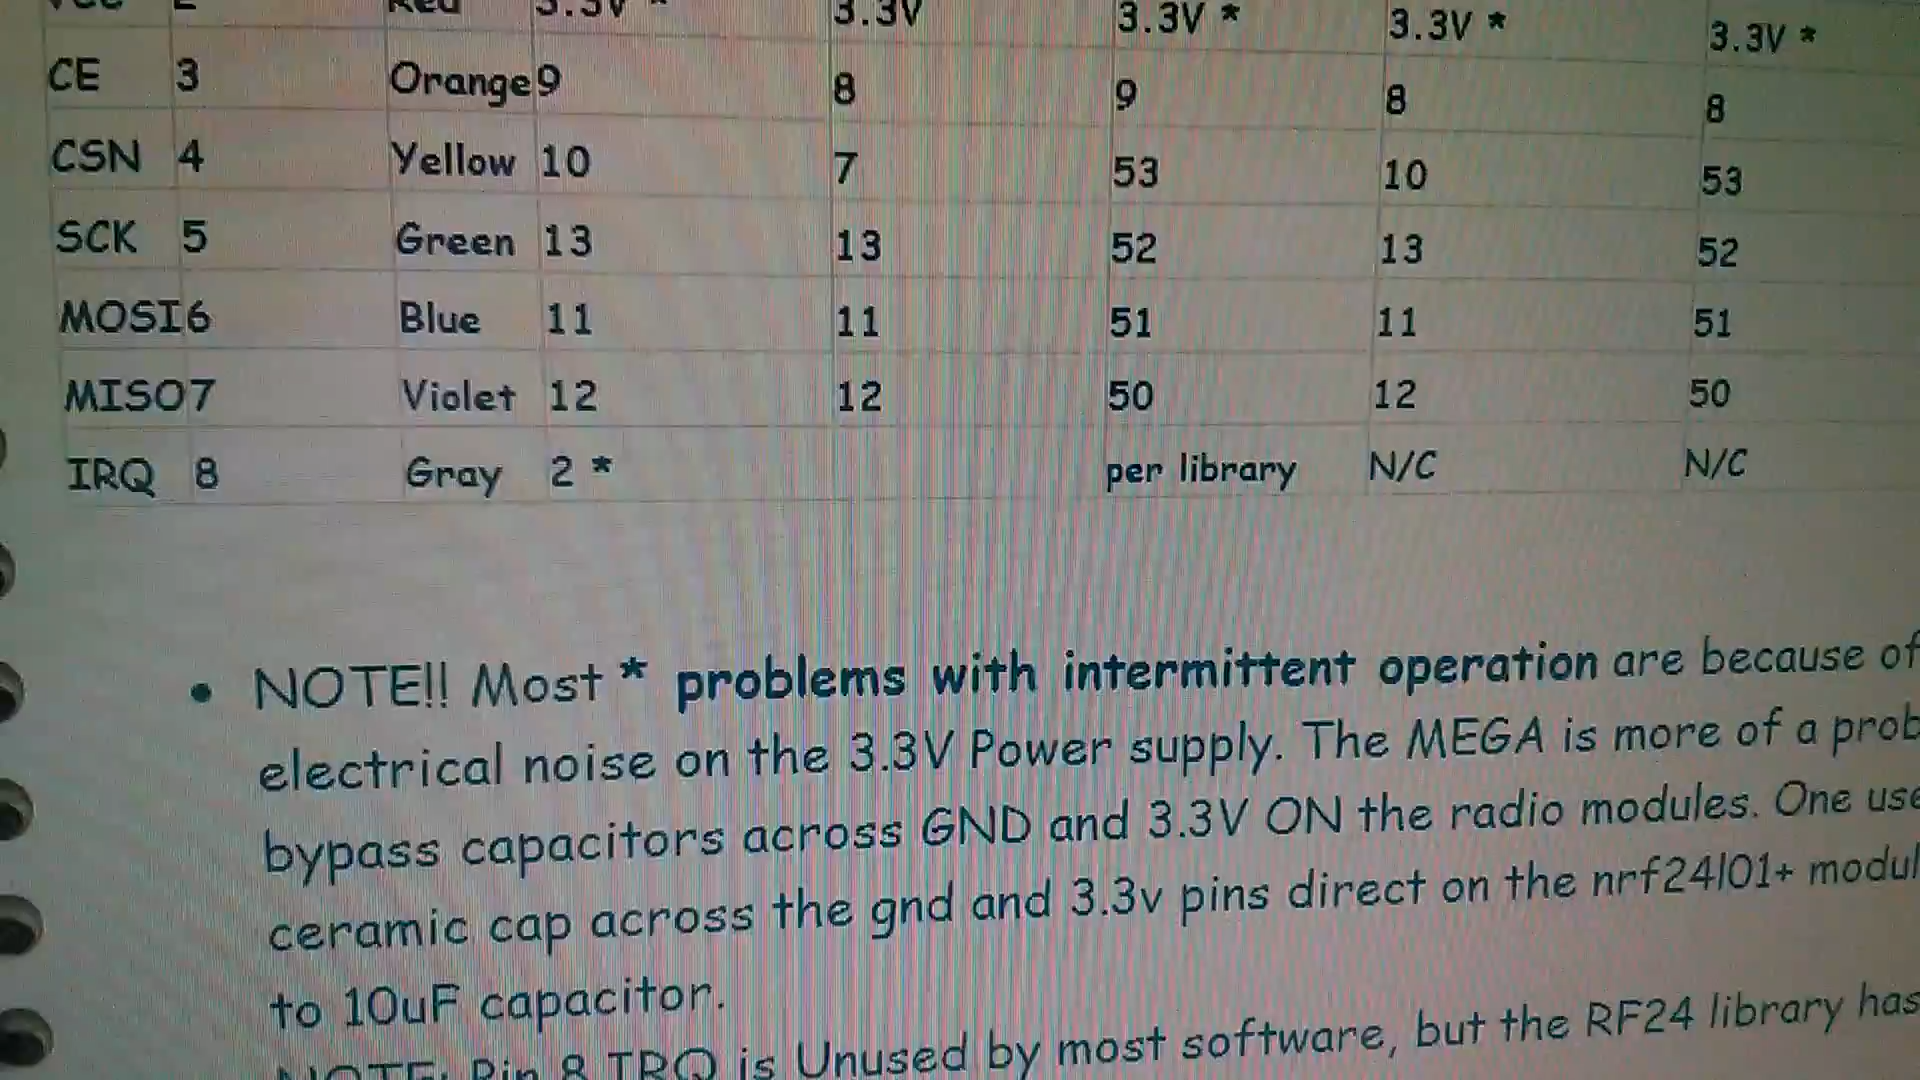 3.3V * 3.3V 3.3V * 3.3V * 3.3V *
CE 3 Orange 9 8 9 8 8
CSN 4 Yellow 10 7 53 10 53
SCK 5 Green 13 13 52 13 52
MOSI 6 Blue 11 11 51 11 51
MISO 7 Violet 12 12 50 12 50
IRQ 8 Gray 2 * per library N/C N/C
• NOTE!! Most * problems with intermittent operation are because of
electrical noise on the 3.3V Power supply. The MEGA is more of a prob
bypass capacitors across GND and 3.3V ON the radio modules. One use
ceramic cap across the gnd and 3.3v pins direct on the nrf24l01+ modul
to 10uF capacitor.
NOTE: Pin 8 IRQ is Unused by most software, but the RF24 library has